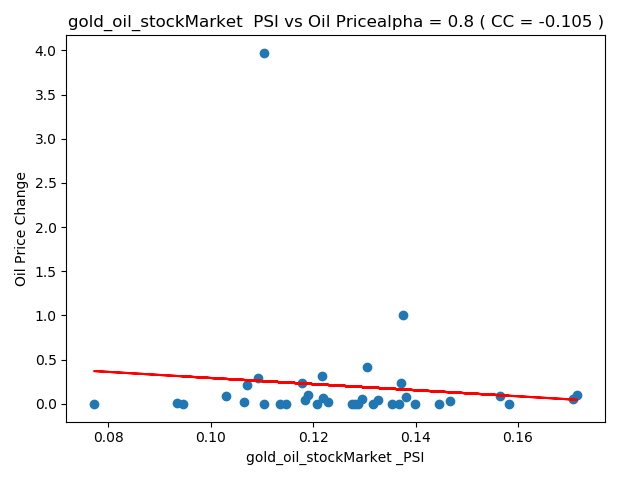 gold_oil_stockMarket  PSI vs Oil Pricealpha = 0.8 ( CC = -0.105 )
4.0
3.5
3.0
2.5
2.0
1.5
1.0
0.5
0.0
Oil Price Change
0.08 0.10 0.12 0.14 0.16
gold_oil_stockMarket _PSI